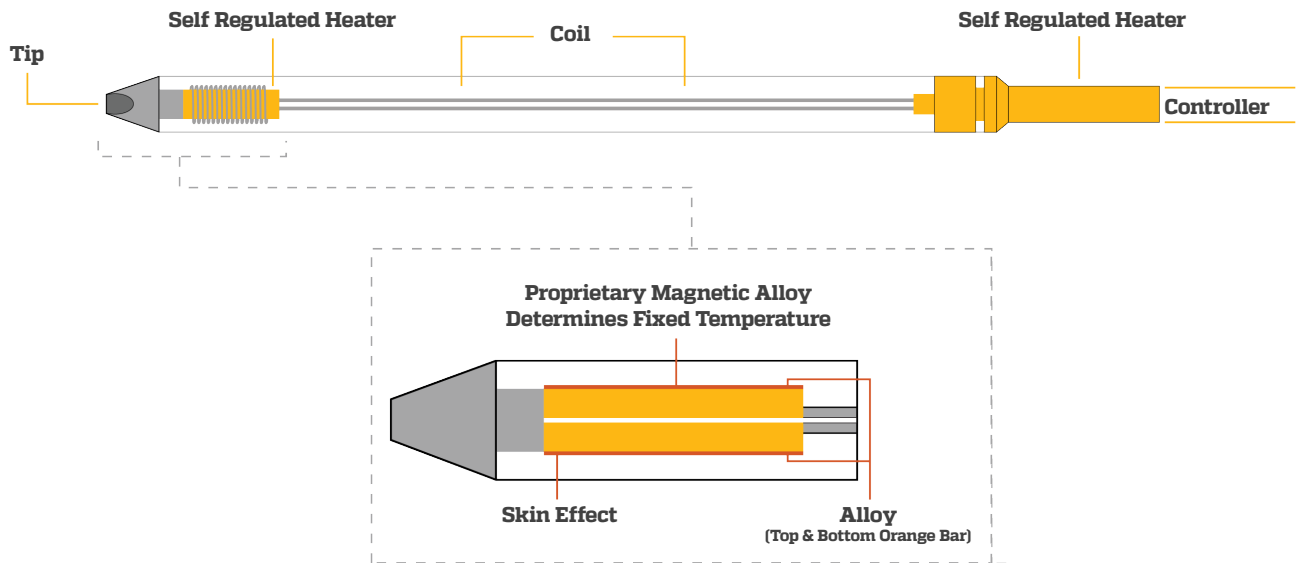 Self Regulated Heater
Coil
Self Regulated Heater
Tip
Controller
Proprietary Magnetic Alloy
Determines Fixed Temperature
Skin Effect
Alloy
(Top & Bottom Orange Bar)